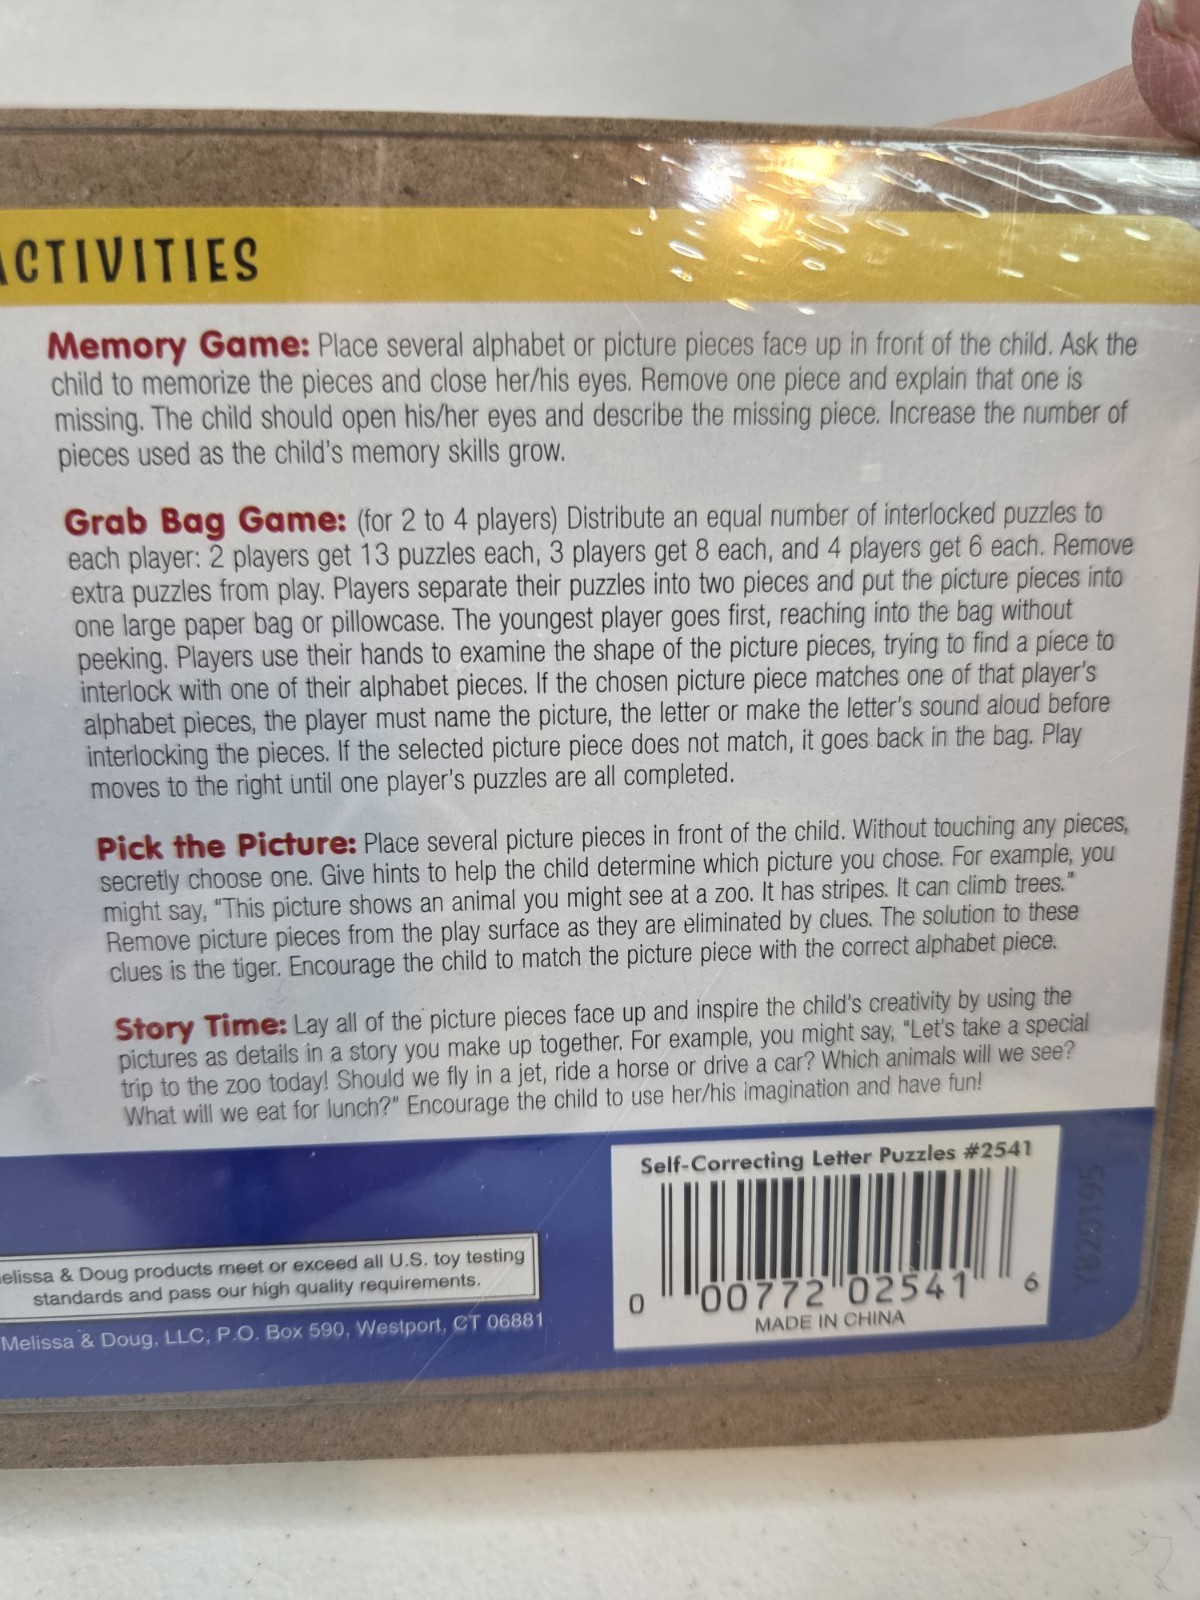 ACTIVITIES
Memory Game: Place several alphabet or picture pieces face up in front of the child. Ask the
child to memorize the pieces and close her/his eyes. Remove one piece and explain that one is
missing. The child should open his/her eyes and describe the missing piece. Increase the number of
pieces used as the child's memory skills grow.
Grab Bag Game: (for 2 to 4 players) Distribute an equal number of interlocked puzzles to
each player: 2 players get 13 puzzles each, 3 players get 8 each, and 4 players get 6 each. Remove
extra puzzles from play. Players separate their puzzles into two pieces and put the picture pieces into
one large paper bag or pillowcase. The youngest player goes first, reaching into the bag without
peeking. Players use their hands to examine the shape of the picture pieces, trying to find a piece to
interlock with one of their alphabet pieces. If the chosen picture piece matches one of that player's
alphabet pieces, the player must name the picture, the letter or make the letter's sound aloud before
interlocking the pieces. If the selected picture piece does not match, it goes back in the bag. Play
moves to the right until one player's puzzles are all completed.
Pick the Picture: Place several picture pieces in front of the child. Without touching any pieces,
secretly choose one. Give hints to help the child determine which picture you chose. For example, you
might say, "This picture shows an animal you might see at a zoo. It has stripes. It can climb trees."
Remove picture pieces from the play surface as they are eliminated by clues. The solution to these
clues is the tiger. Encourage the child to match the picture piece with the correct alphabet piece.
Story Time: Lay all of the picture pieces face up and inspire the child's creativity by using the
pictures as details in a story you make up together. For example, you might say, "Let's take a special
trip to the zoo today! Should we fly in a jet, ride a horse or drive a car? Which animals will we see?
What will we eat for lunch?" Encourage the child to use her/his imagination and have fun!
Self-Correcting Letter Puzzles #2541
0 00772 02541 6
MADE IN CHINA
YB20195
elissa & Doug products meet or exceed all U.S. toy testing
standards and pass our high quality requirements.
Melissa & Doug, LLC, P.O. Box 590, Westport, CT 06881